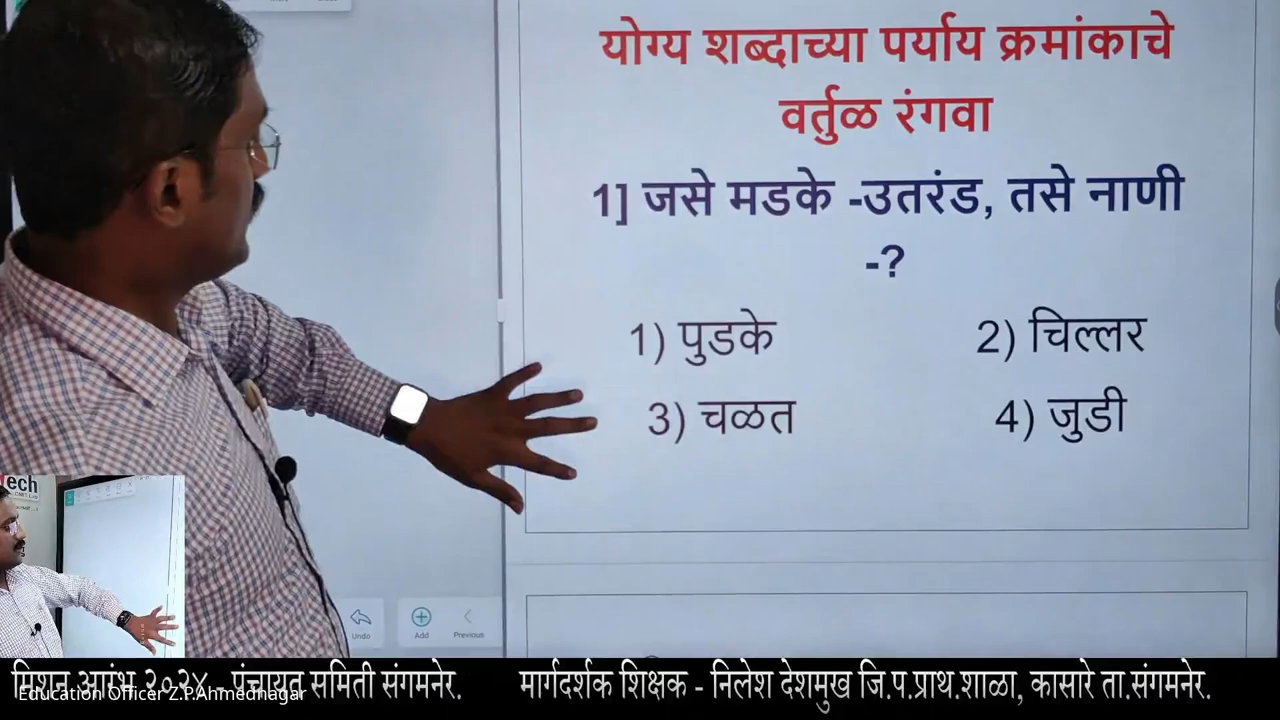 योग्य शब्दाच्या पर्याय क्रमांकाचे
वर्तुळ रंगवा
1] जसे मडके -उतरंड, तसे नाणी
-?
1) पुडके 2) चिल्लर
3) चळत 4) जुडी
ech
Undo Add Previous
मिशन आरंभ २०२४ - पंचायत समिती संगमनेर. मार्गदर्शक शिक्षक - निलेश देशमुख जि.प.प्राथ.शाळा, कासारे ता.संगमनेर.
Education Officer Z.P.Ahmednagar